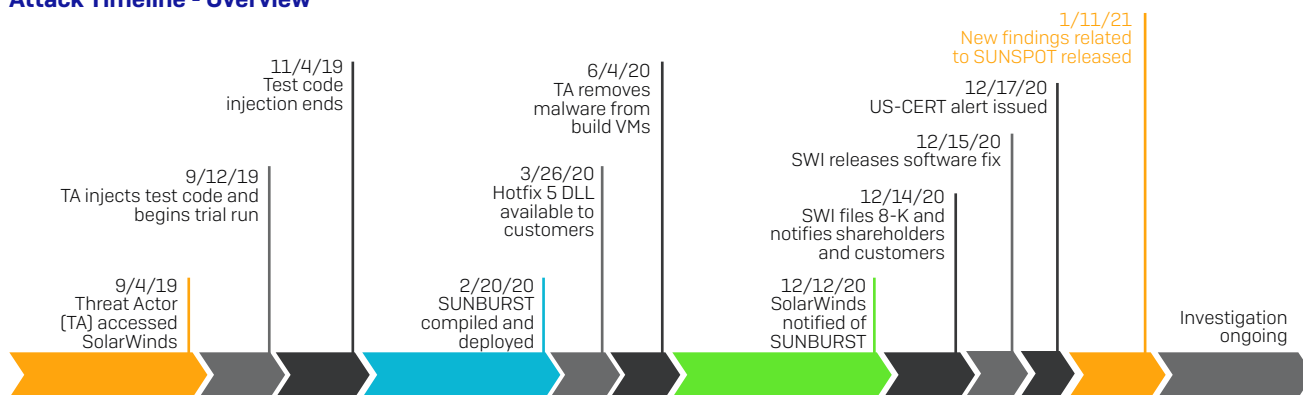 Attack Timeline - Overview
9/4/19
Threat Actor
(TA) accessed
SolarWinds
9/12/19
TA injects test code and
begins trial run
11/4/19
Test code
injection ends
2/20/20
SUNBURST
compiled and
deployed
3/26/20
Hotfix 5 DLL
available to
customers
6/4/20
TA removes
malware from
build VMs
12/12/20
SolarWinds
notified of
SUNBURST
12/14/20
SWI files 8-K and
notifies shareholders
and customers
12/15/20
SWI releases software fix
12/17/20
US-CERT alert issued
1/11/21
New findings related
to SUNSPOT released
Investigation
ongoing